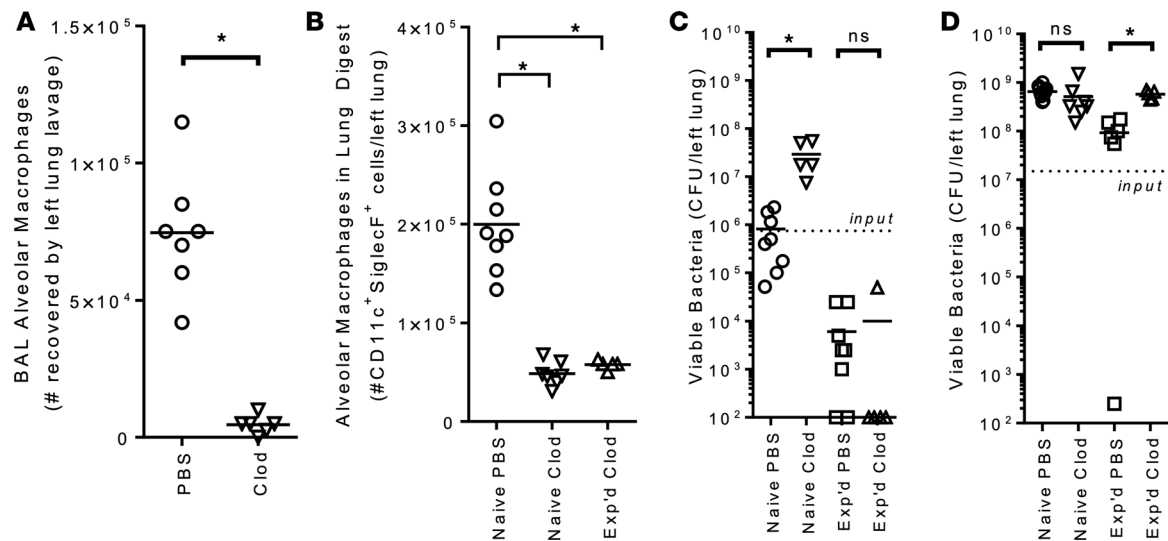 A
BAL Alveolar Macrophages
(# recovered by left lung lavage)
1.5×10⁵
1×10⁵
5×10⁴
0
*
PBS
Clod
B
Alveolar Macrophages in Lung Digest
(#CD11c⁺ SiglecF⁺ cells/left lung)
4×10⁵
3×10⁵
2×10⁵
1×10⁵
0
*
*
Naive PBS
Naive Clod
Exp'd Clod
C
Viable Bacteria (CFU/left lung)
10¹⁰
10⁹
10⁸
10⁷
10⁶
10⁵
10⁴
10³
10²
*
ns
input
Naive PBS
Naive Clod
Exp'd PBS
Exp'd Clod
D
Viable Bacteria (CFU/left lung)
10¹⁰
10⁹
10⁸
10⁷
10⁶
10⁵
10⁴
10³
10²
ns
*
input
Naive PBS
Naive Clod
Exp'd PBS
Exp'd Clod